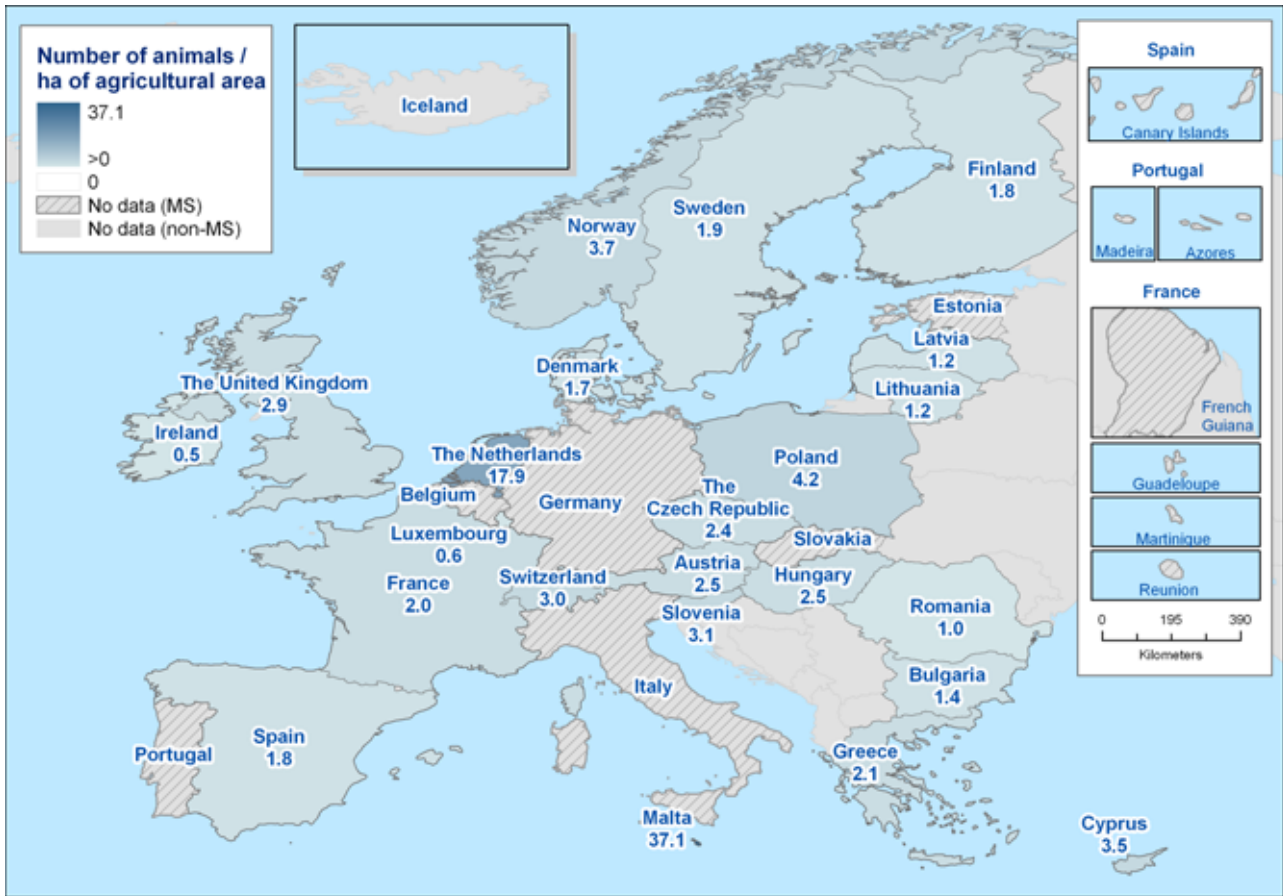 Number of animals /
ha of agricultural area
37.1
>0
0
No data (MS)
No data (non-MS)
Iceland
Spain
Canary Islands
Portugal
Madeira
Azores
France
French
Guiana
Guadeloupe
Martinique
Reunion
0 195 390
Kilometers
Finland
1.8
Sweden
1.9
Norway
3.7
Estonia
Latvia
1.2
Lithuania
1.2
Denmark
1.7
The United Kingdom
2.9
Ireland
0.5
The Netherlands
17.9
Belgium
Germany
Poland
4.2
The
Czech Republic
2.4
Luxembourg
0.6
Slovakia
France
2.0
Switzerland
3.0
Austria
2.5
Hungary
2.5
Slovenia
3.1
Romania
1.0
Bulgaria
1.4
Italy
Portugal
Spain
1.8
Greece
2.1
Malta
37.1
Cyprus
3.5